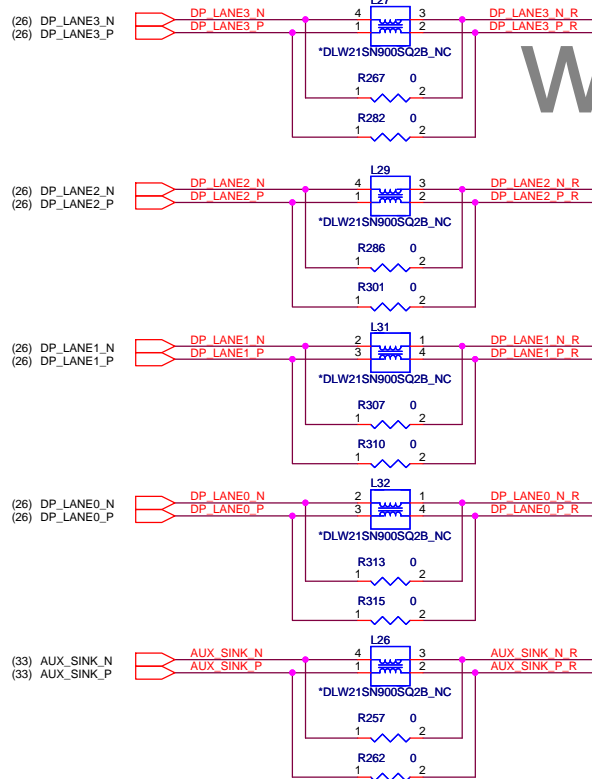 L27
(26) DP_LANE3_N DP_LANE3_N 4 3 DP_LANE3_N_R
(26) DP_LANE3_P DP_LANE3_P 1 2 DP_LANE3_P_R
*DLW21SN900SQ2B_NC
W
R267 0
1 2
R282 0
1 2
L29
(26) DP_LANE2_N DP_LANE2_N 4 3 DP_LANE2_N_R
(26) DP_LANE2_P DP_LANE2_P 1 2 DP_LANE2_P_R
*DLW21SN900SQ2B_NC
R286 0
1 2
R301 0
1 2
L31
(26) DP_LANE1_N DP_LANE1_N 2 1 DP_LANE1_N_R
(26) DP_LANE1_P DP_LANE1_P 3 4 DP_LANE1_P_R
*DLW21SN900SQ2B_NC
R307 0
1 2
R310 0
1 2
L32
(26) DP_LANE0_N DP_LANE0_N 2 1 DP_LANE0_N_R
(26) DP_LANE0_P DP_LANE0_P 3 4 DP_LANE0_P_R
*DLW21SN900SQ2B_NC
R313 0
1 2
R315 0
1 2
L26
(33) AUX_SINK_N AUX_SINK_N 4 3 AUX_SINK_N_R
(33) AUX_SINK_P AUX_SINK_P 1 2 AUX_SINK_P_R
*DLW21SN900SQ2B_NC
R257 0
1 2
R262 0
1 2